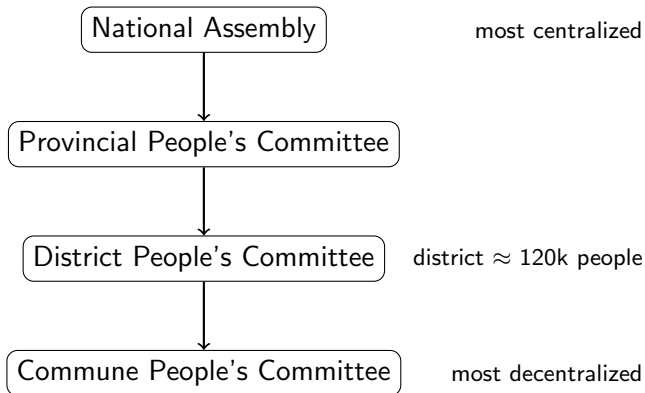 National Assembly
most centralized
Provincial People's Committee
District People's Committee
district ≈ 120k people
Commune People's Committee
most decentralized